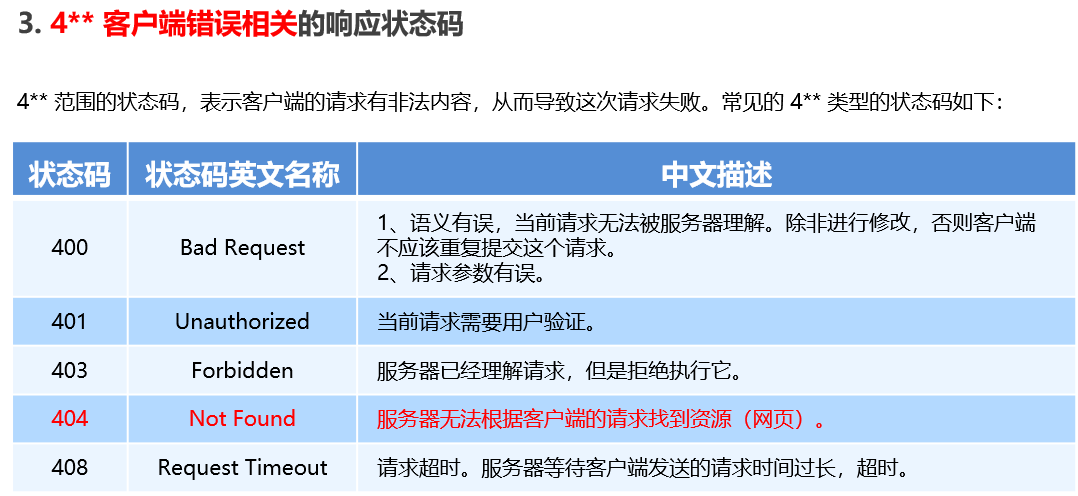 3. 4** 客户端错误相关的响应状态码
4** 范围的状态码，表示客户端的请求有非法内容，从而导致这次请求失败。常见的 4** 类型的状态码如下：
状态码 状态码英文名称 中文描述
400 Bad Request 1、语义有误，当前请求无法被服务器理解。除非进行修改，否则客户端
不应该重复提交这个请求。
2、请求参数有误。
401 Unauthorized 当前请求需要用户验证。
403 Forbidden 服务器已经理解请求，但是拒绝执行它。
404 Not Found 服务器无法根据客户端的请求找到资源（网页）。
408 Request Timeout 请求超时。服务器等待客户端发送的请求时间过长，超时。